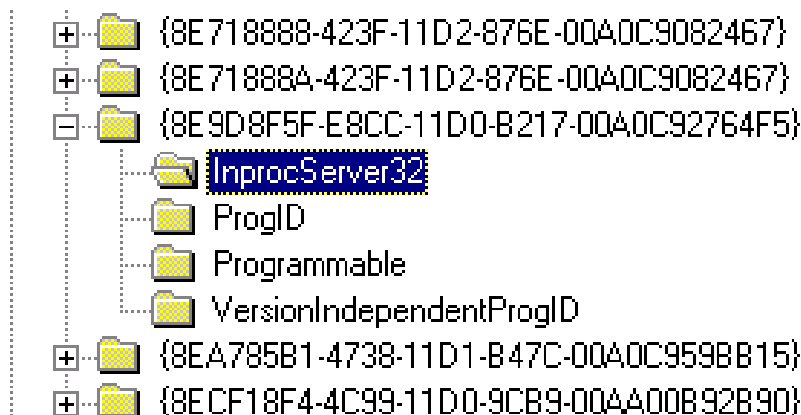 {8E718888-423F-11D2-876E-00A0C9082467}
{8E71888A-423F-11D2-876E-00A0C9082467}
{8E9D8F5F-E8CC-11D0-B217-00A0C92764F5}
InprocServer32
ProgID
Programmable
VersionIndependentProgID
{8EA785B1-4738-11D1-B47C-00A0C959BB15}
{8ECF18F4-4C99-11D0-9CB9-00AA00B92B90}